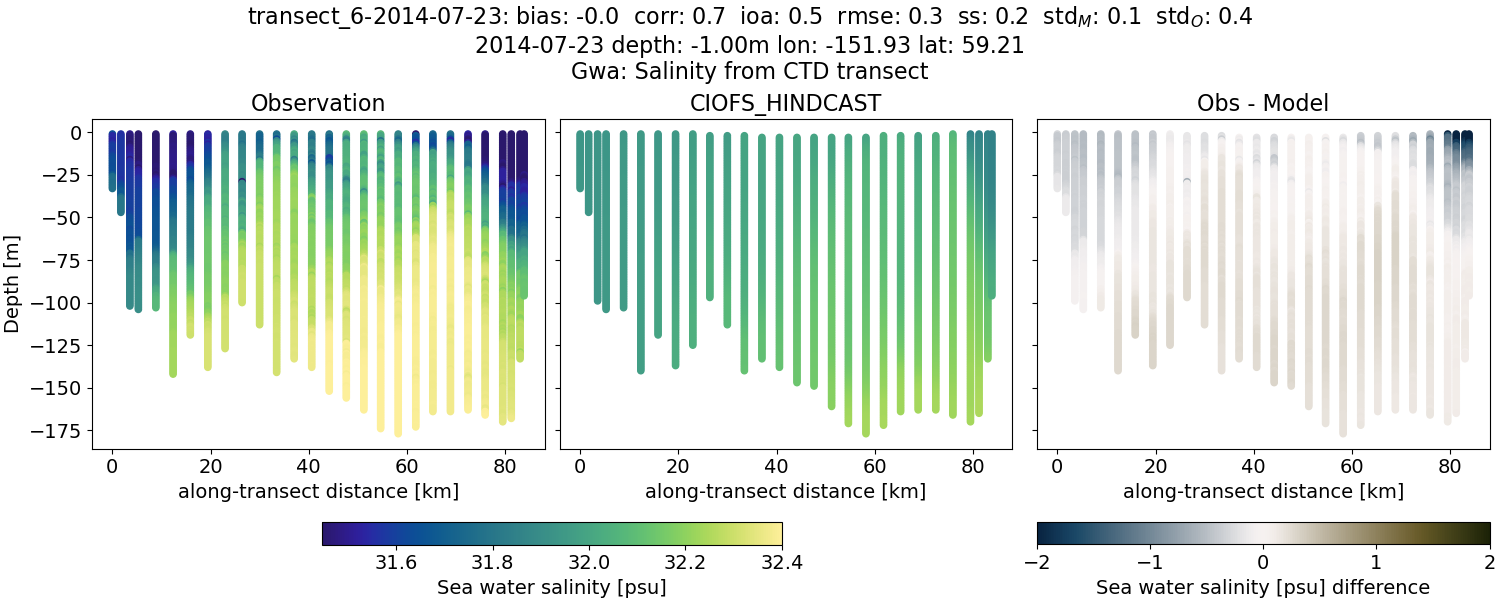 transect_6-2014-07-23: bias: -0.0  corr: 0.7  ioa: 0.5  rmse: 0.3  ss: 0.2  std_M: 0.1  std_O: 0.4
2014-07-23 depth: -1.00m lon: -151.93 lat: 59.21
Gwa: Salinity from CTD transect
Observation
CIOFS_HINDCAST
Obs - Model
Depth [m]
0
−25
−50
−75
−100
−125
−150
−175
0 20 40 60 80
0 20 40 60 80
0 20 40 60 80
along-transect distance [km]
along-transect distance [km]
along-transect distance [km]
31.6 31.8 32.0 32.2 32.4
Sea water salinity [psu]
−2 −1 0 1 2
Sea water salinity [psu] difference